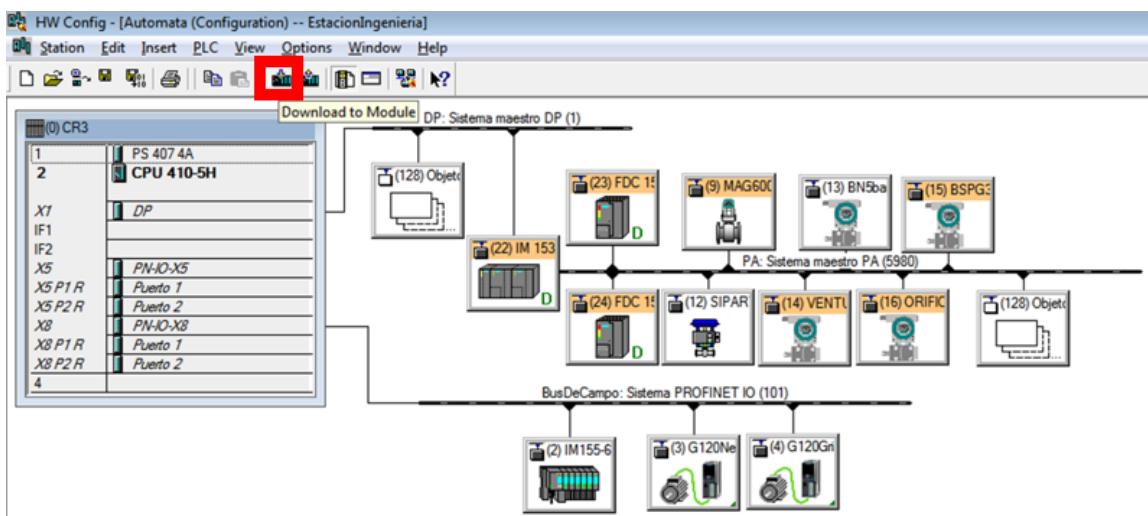 HW Config - [Automata (Configuration) -- EstacionIngenieria]
Station Edit Insert PLC View Options Window Help
Download to Module
(0) CR3
1 PS 407 4A
2 CPU 410-5H
X1 DP
IF1
IF2
X5 PN-IO-X5
X5 P1 R Puerto 1
X5 P2 R Puerto 2
X8 PN-IO-X8
X8 P1 R Puerto 1
X8 P2 R Puerto 2
4
DP: Sistema maestro DP (1)
(128) Objeto
(22) IM 153
D
(23) FDC 15
D
(9) MAG600
(13) BN5ba
(15) BSPG3
PA: Sistema maestro PA (5980)
(24) FDC 15
D
(12) SIPAR
(14) VENTU
(16) ORIFIC
(128) Objeto
BusDeCampo: Sistema PROFINET IO (101)
(2) IM155-6
(3) G120Ne
(4) G120Gri